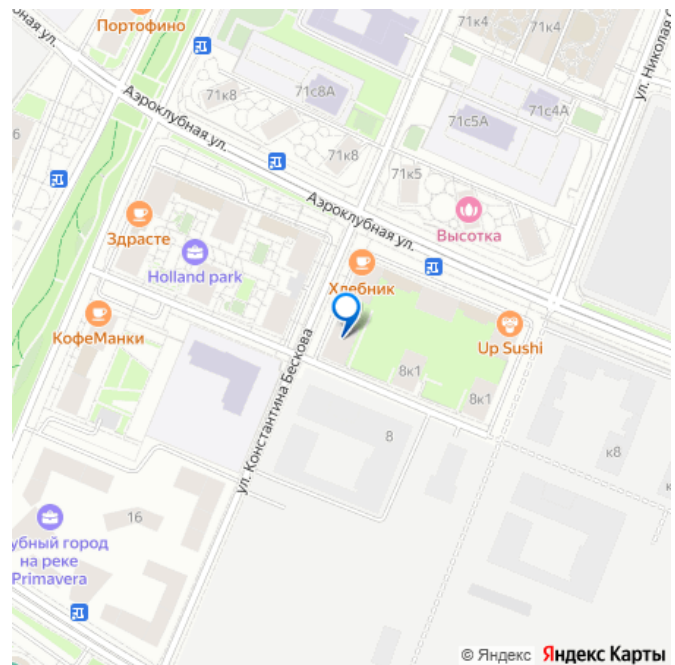 Портофино
71к4
71к4
ул. Николая
бная ул.
71к8
71с8А
71с4А
71с5А
Аэроклубная ул.
6
71к8
71к5
Аэроклубная ул.
Высотка
Здрасте
Holland park
Хлебник
КофеМанки
Up Sushi
ул. Константина Бескова
8к1
8к1
8
к8
к
16
убный город
на реке
Primavera
© Яндекс Яндекс Карты